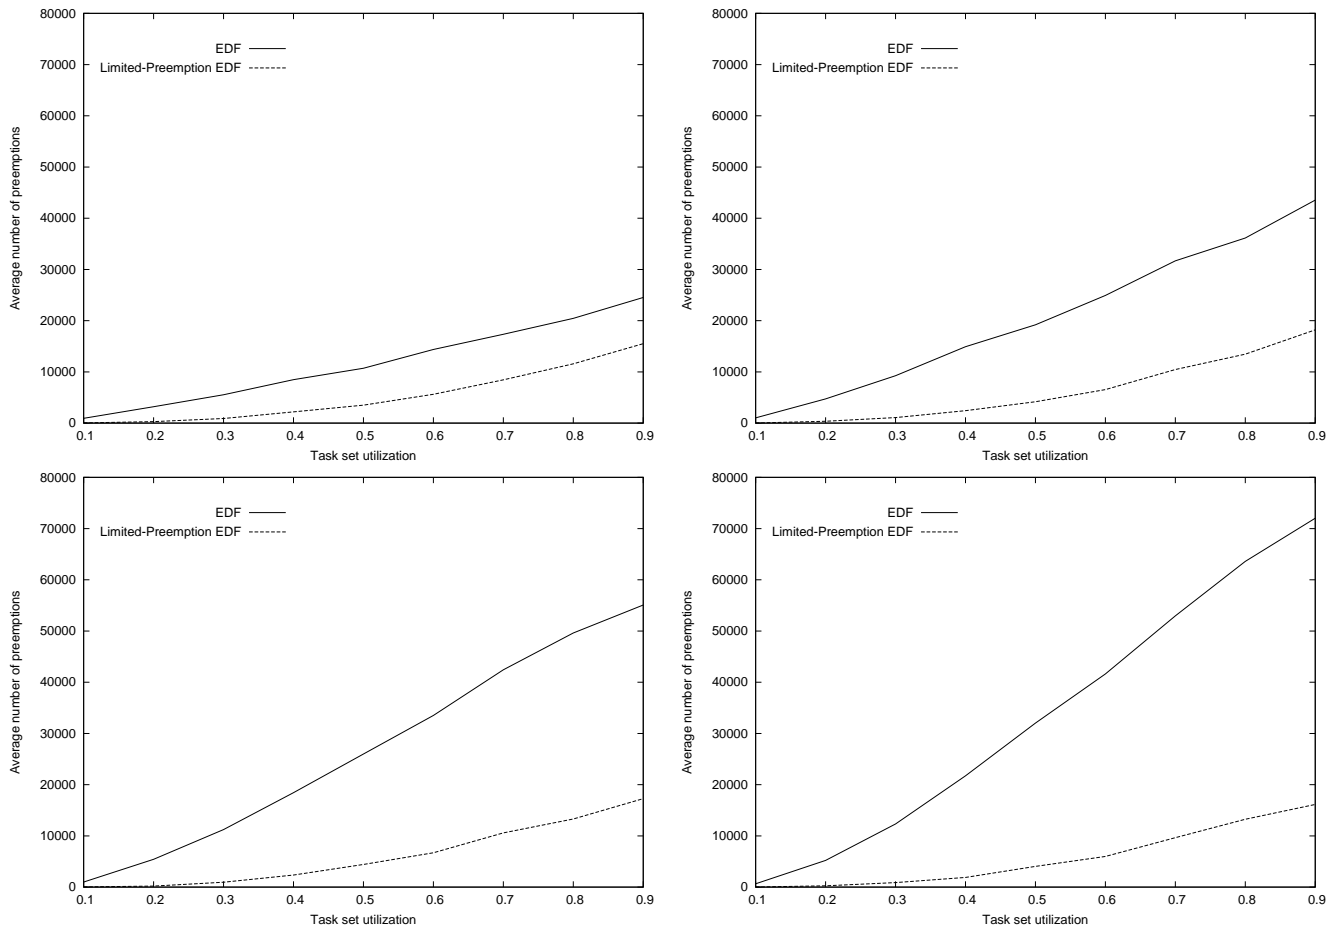 80000
70000
60000
50000
40000
30000
20000
10000
0
Average number of preemptions
EDF
Limited-Preemption EDF
0.1 0.2 0.3 0.4 0.5 0.6 0.7 0.8 0.9
Task set utilization
80000
70000
60000
50000
40000
30000
20000
10000
0
Average number of preemptions
EDF
Limited-Preemption EDF
0.1 0.2 0.3 0.4 0.5 0.6 0.7 0.8 0.9
Task set utilization
80000
70000
60000
50000
40000
30000
20000
10000
0
Average number of preemptions
EDF
Limited-Preemption EDF
0.1 0.2 0.3 0.4 0.5 0.6 0.7 0.8 0.9
Task set utilization
80000
70000
60000
50000
40000
30000
20000
10000
0
Average number of preemptions
EDF
Limited-Preemption EDF
0.1 0.2 0.3 0.4 0.5 0.6 0.7 0.8 0.9
Task set utilization